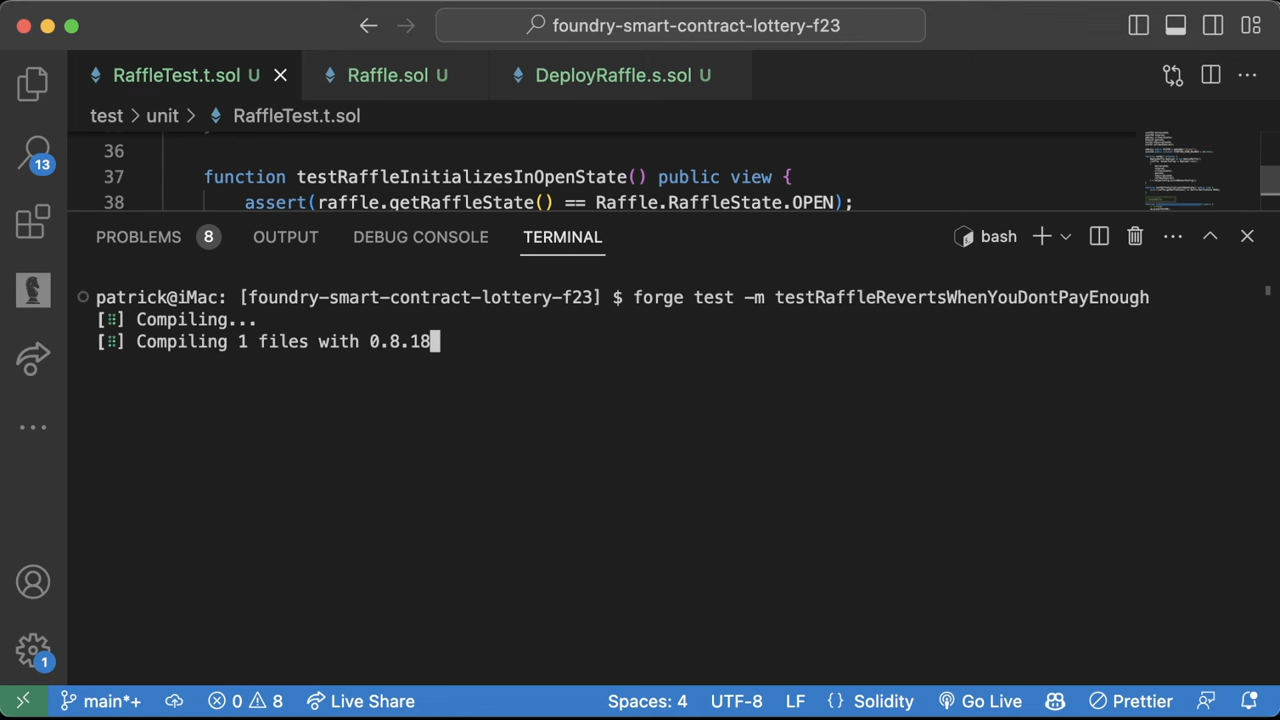 foundry-smart-contract-lottery-f23
RaffleTest.t.sol U
Raffle.sol U
DeployRaffle.s.sol U
test > unit > RaffleTest.t.sol
36
37 function testRaffleInitializesInOpenState() public view {
38 assert(raffle.getRaffleState() == Raffle.RaffleState.OPEN);
13
PROBLEMS 8 OUTPUT DEBUG CONSOLE TERMINAL
bash
patrick@iMac: [foundry-smart-contract-lottery-f23] $ forge test -m testRaffleRevertsWhenYouDontPayEnough
[⠿] Compiling...
[⠿] Compiling 1 files with 0.8.18
1
main*+ 0 8 Live Share Spaces: 4 UTF-8 LF {} Solidity Go Live Prettier